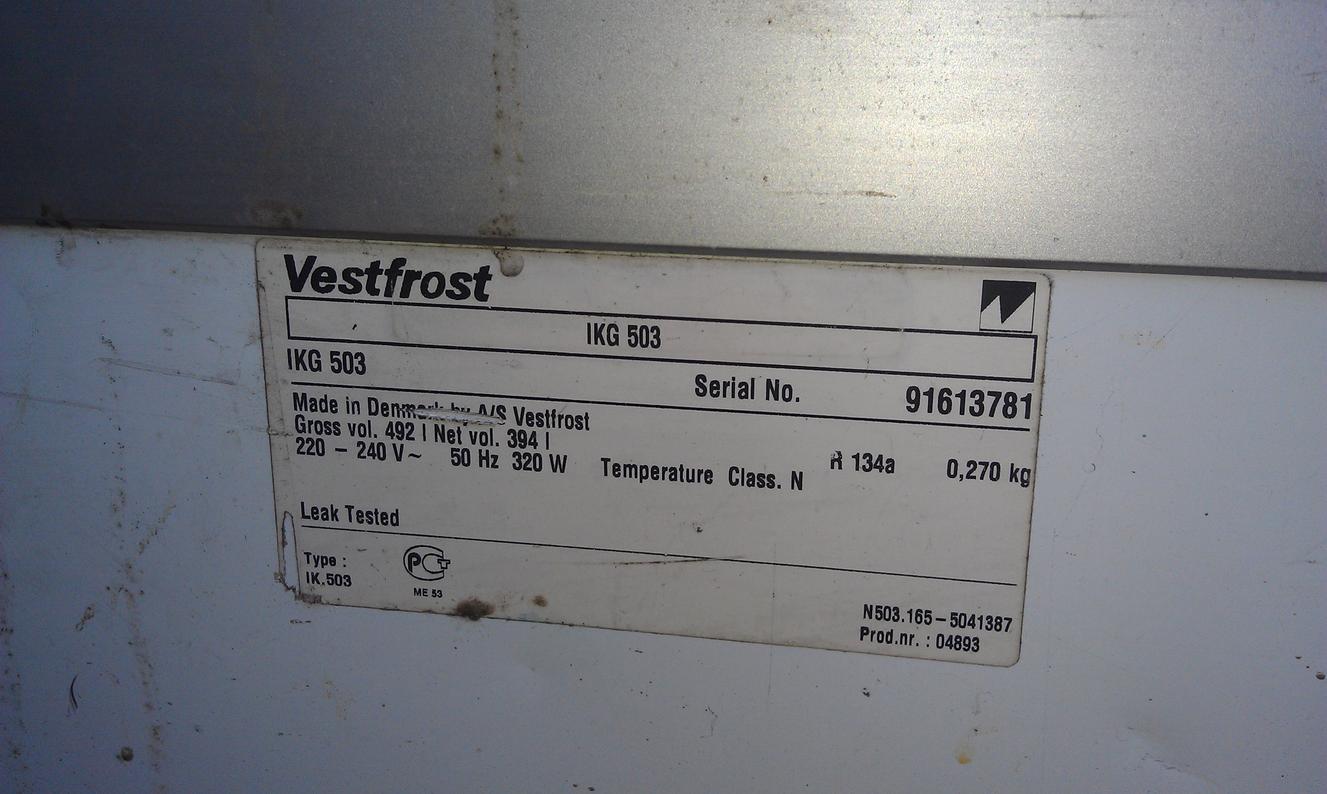 Vestfrost
IKG 503
IKG 503
Serial No. 91613781
Made in Denmark by A/S Vestfrost
Gross vol. 492 l Net vol. 394 l
220 – 240 V~ 50 Hz 320 W Temperature Class. N R 134a 0,270 kg
Leak Tested
Type :
IK.503
PCT
ME 53
N503.165–5041387
Prod.nr. : 04893